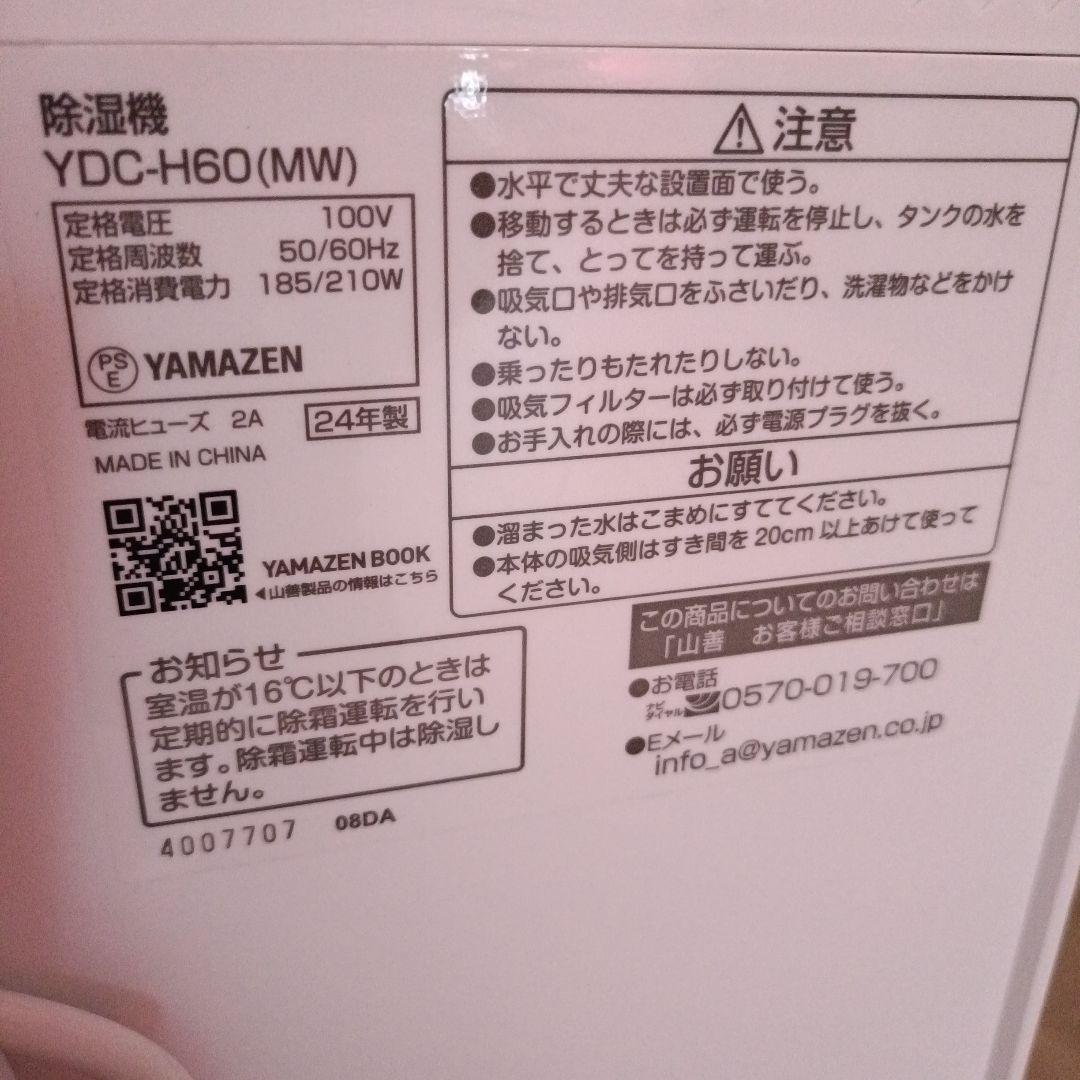 除湿機
YDC-H60(MW)
定格電圧 100V
定格周波数 50/60Hz
定格消費電力 185/210W
PS
E
YAMAZEN
電流ヒューズ 2A
24年製
MADE IN CHINA
YAMAZEN BOOK
◀山善製品の情報はこちら
お知らせ
室温が16℃以下のときは
定期的に除霜運転を行い
ます。除霜運転中は除湿し
ません。
4007707 08DA
注意
●水平で丈夫な設置面で使う。
●移動するときは必ず運転を停止し、タンクの水を
捨て、とってを持って運ぶ。
●吸気口や排気口をふさいだり、洗濯物などをかけ
ない。
●乗ったりもたれたりしない。
●吸気フィルターは必ず取り付けて使う。
●お手入れの際には、必ず電源プラグを抜く。
お願い
●溜まった水はこまめにすててください。
●本体の吸気側はすき間を20cm以上あけて使って
ください。
この商品についてのお問い合わせは
「山善 お客様ご相談窓口」
●お電話
ナビ
ダイヤル 0570-019-700
●Eメール
info_a@yamazen.co.jp